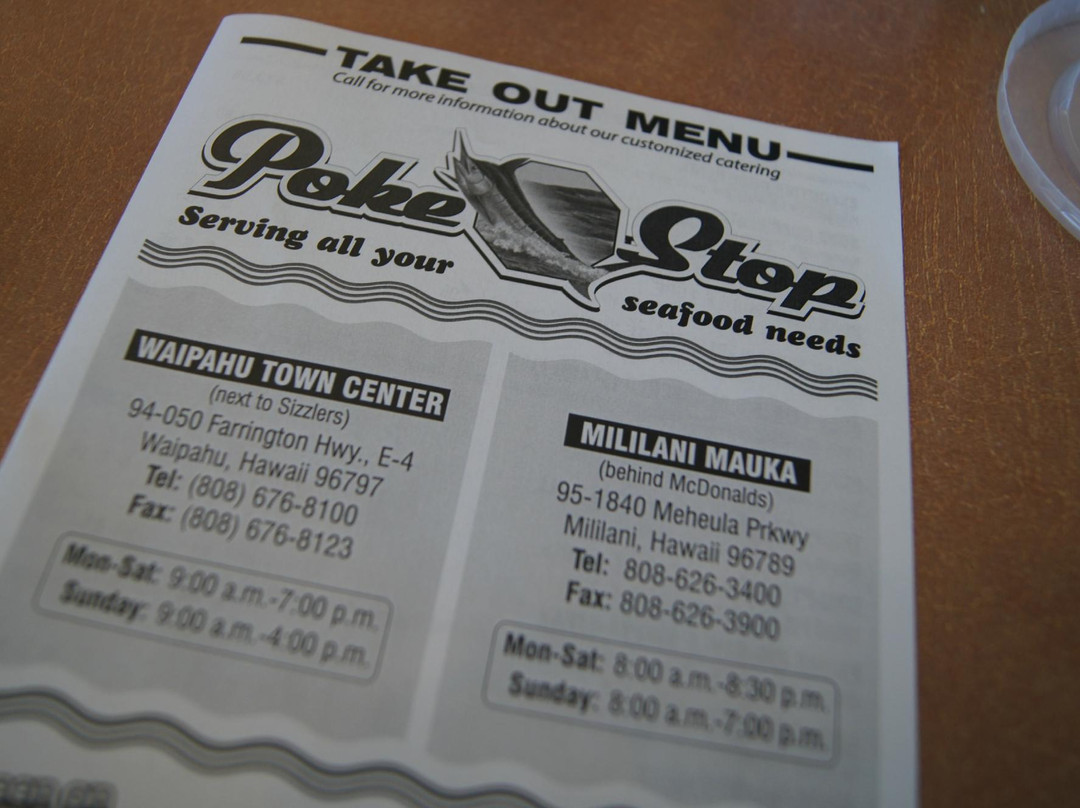 TAKE OUT MENU
Call for more information about our customized catering
Poke Stop
Serving all your
seafood needs
WAIPAHU TOWN CENTER
(next to Sizzlers)
94-050 Farrington Hwy., E-4
Waipahu, Hawaii 96797
Tel: (808) 676-8100
Fax: (808) 676-8123
Mon-Sat: 9:00 a.m.-7:00 p.m.
Sunday: 9:00 a.m.-4:00 p.m.
MILILANI MAUKA
(behind McDonalds)
95-1840 Meheula Prkwy
Mililani, Hawaii 96789
Tel: 808-626-3400
Fax: 808-626-3900
Mon-Sat: 8:00 a.m.-8:30 p.m.
Sunday: 8:00 a.m.-7:00 p.m.